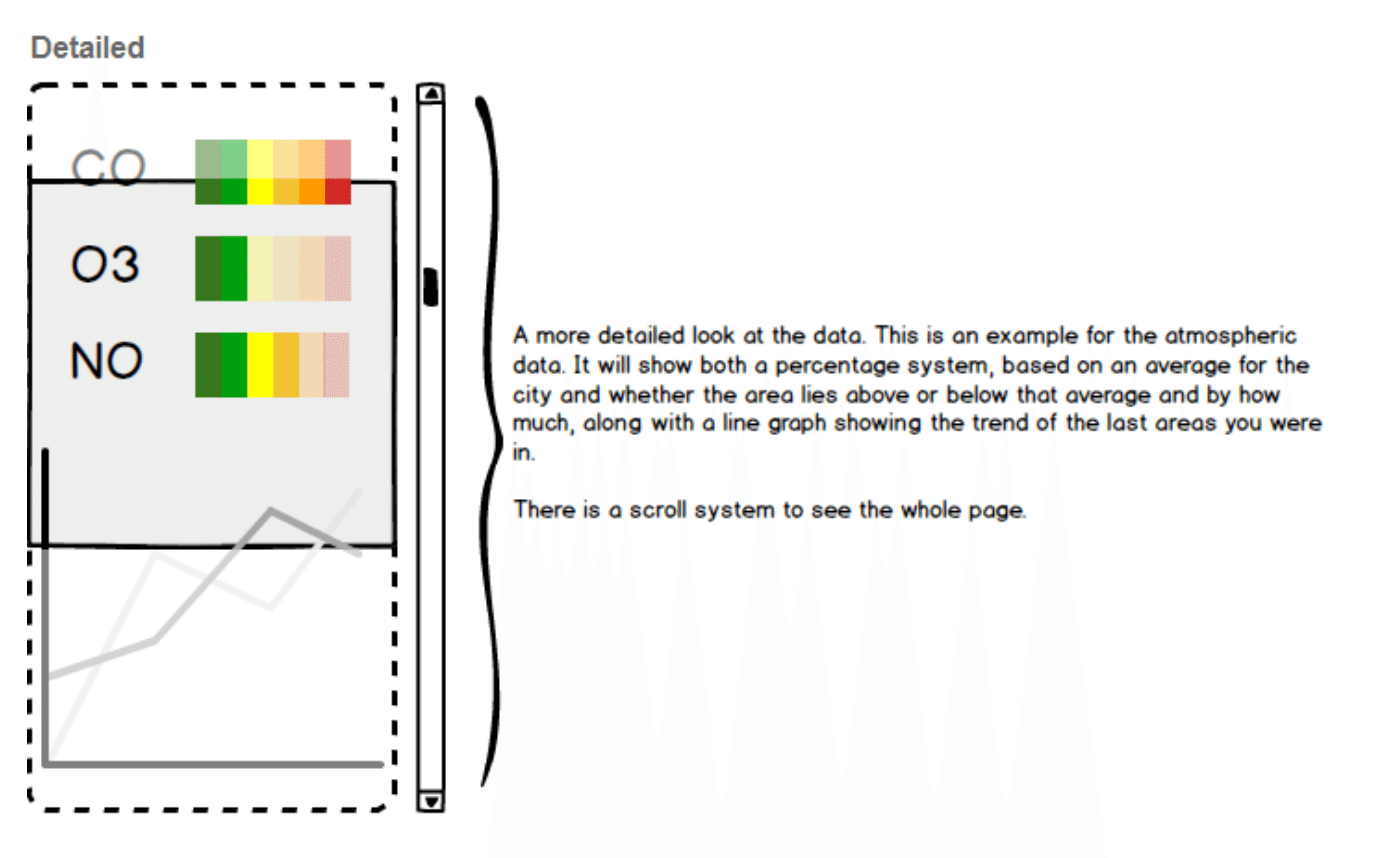 Detailed
CO
O3
NO
A more detailed look at the data. This is an example for the atmospheric
data. It will show both a percentage system, based on an average for the
city and whether the area lies above or below that average and by how
much, along with a line graph showing the trend of the last areas you were
in.
There is a scroll system to see the whole page.